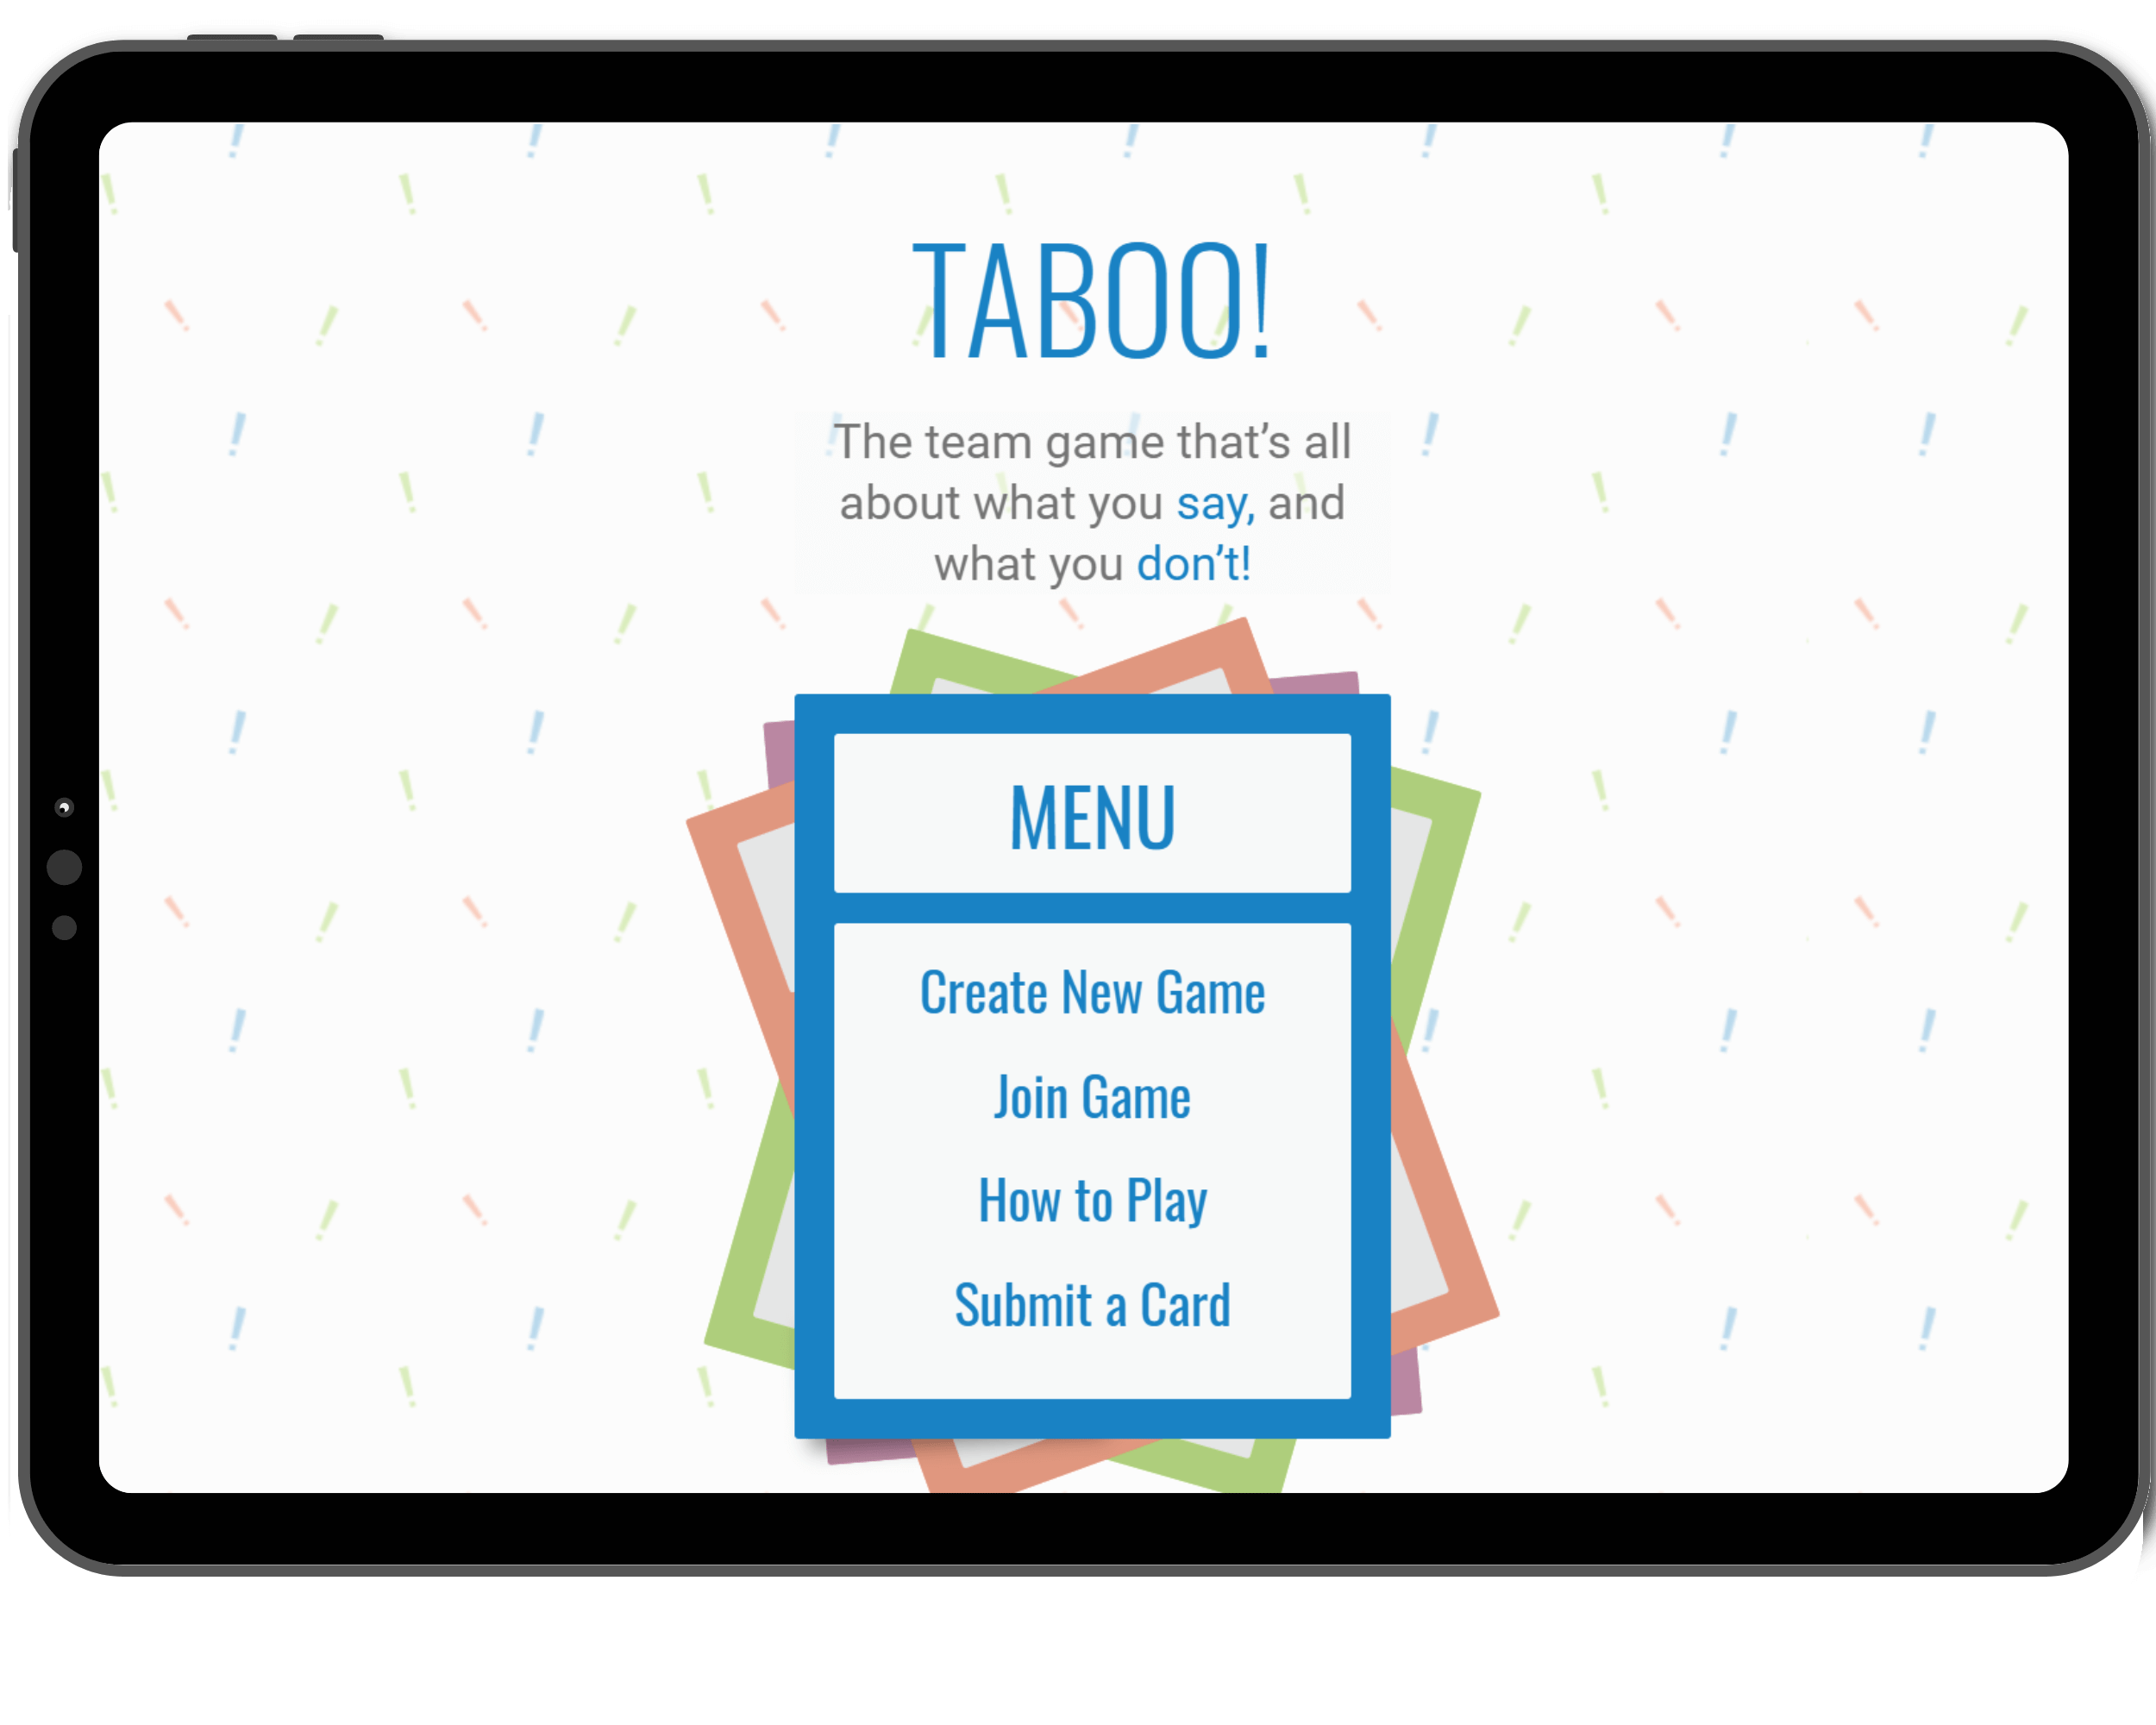 TABOO!
The team game that’s all
about what you say, and
what you don’t!
MENU
Create New Game
Join Game
How to Play
Submit a Card